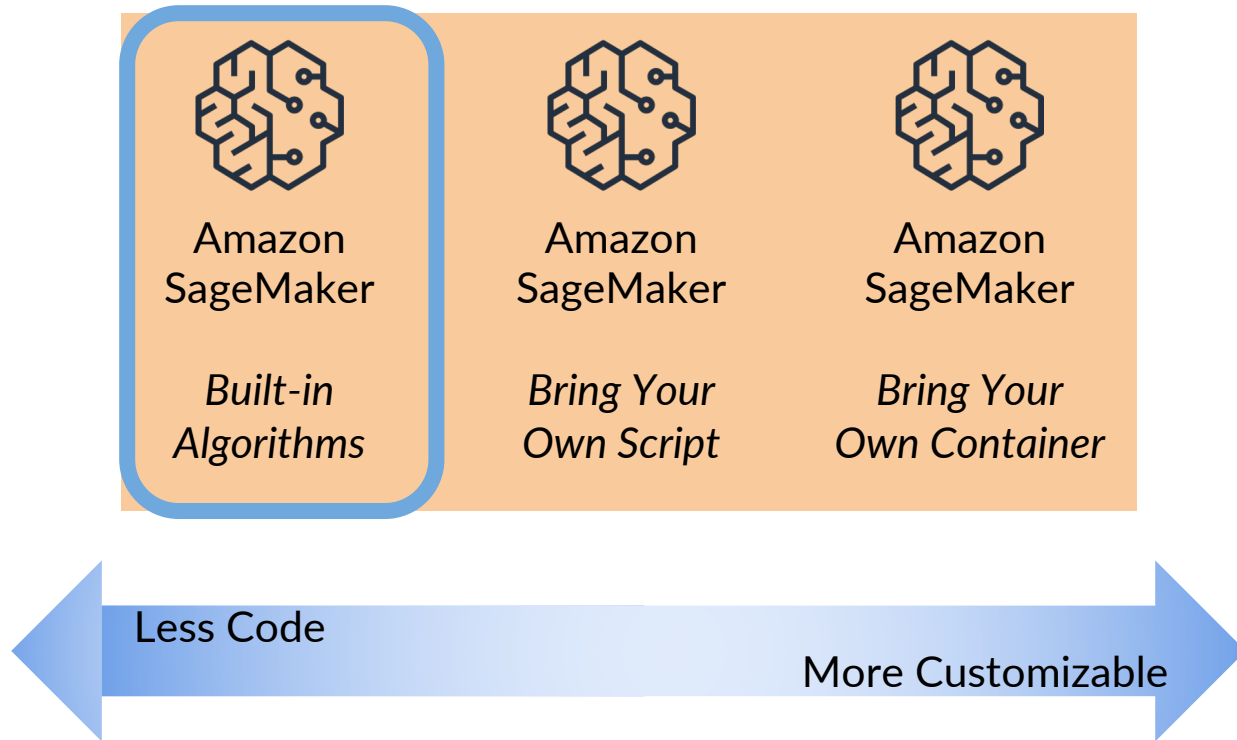 Amazon
SageMaker
Built-in
Algorithms
Amazon
SageMaker
Bring Your
Own Script
Amazon
SageMaker
Bring Your
Own Container
Less Code
More Customizable